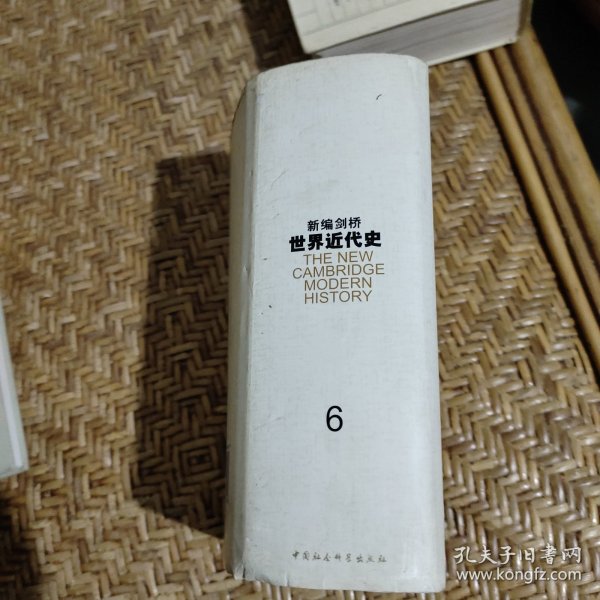 新编剑桥
世界近代史
THE NEW
CAMBRIDGE
MODERN
HISTORY
6
中国社会科学出版社
孔夫子旧书网
www.kongfz.com